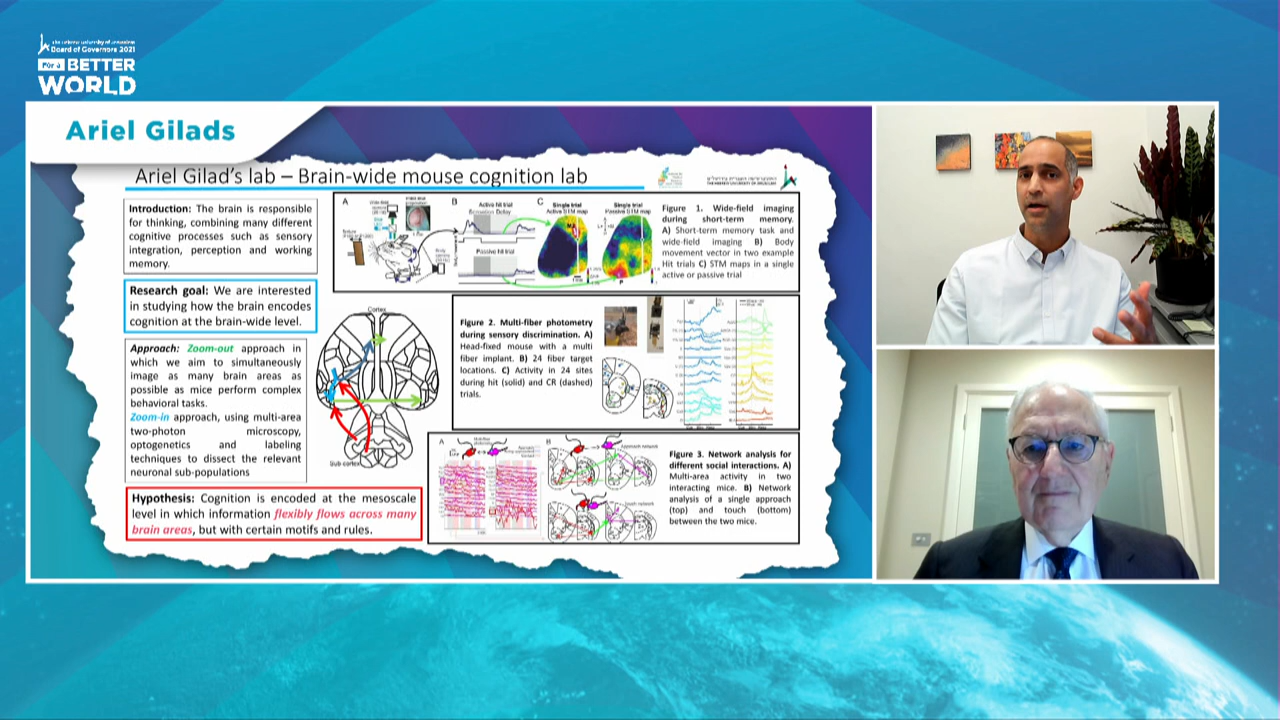 Board of Governors 2021
For a BETTER
WORLD
Ariel Gilads
Ariel Gilad's lab – Brain-wide mouse cognition lab
Introduction: The brain is responsible
for thinking, combining many different
cognitive processes such as sensory
integration, perception and working
memory.
Research goal: We are interested
in studying how the brain encodes
cognition at the brain-wide level.
Approach: Zoom-out approach in
which we aim to simultaneously
image as many brain areas as
possible as mice perform complex
behavioral tasks.
Zoom-in approach, using multi-area
two-photon microscopy,
optogenetics and labeling
techniques to dissect the relevant
neuronal sub-populations
Hypothesis: Cognition is encoded at the mesoscale
level in which information flexibly flows across many
brain areas, but with certain motifs and rules.
Cortex
Sub cortex
A
B
C
Active hit trial
Passive hit trial
Single trial
Active STM map
Single trial
Passive STM map
Figure 1. Wide-field imaging
during short-term memory.
A) Short-term memory task and
wide-field imaging B) Body
movement vector in two example
Hit trials C) STM maps in a single
active or passive trial
Figure 2. Multi-fiber photometry
during sensory discrimination. A)
Head-fixed mouse with a multi
fiber implant. B) 24 fiber target
locations. C) Activity in 24 sites
during hit (solid) and CR (dashed)
trials.
A
B
Figure 3. Network analysis for
different social interactions. A)
Multi-area activity in two
interacting mice. B) Network
analysis of a single approach
(top) and touch (bottom)
between the two mice.